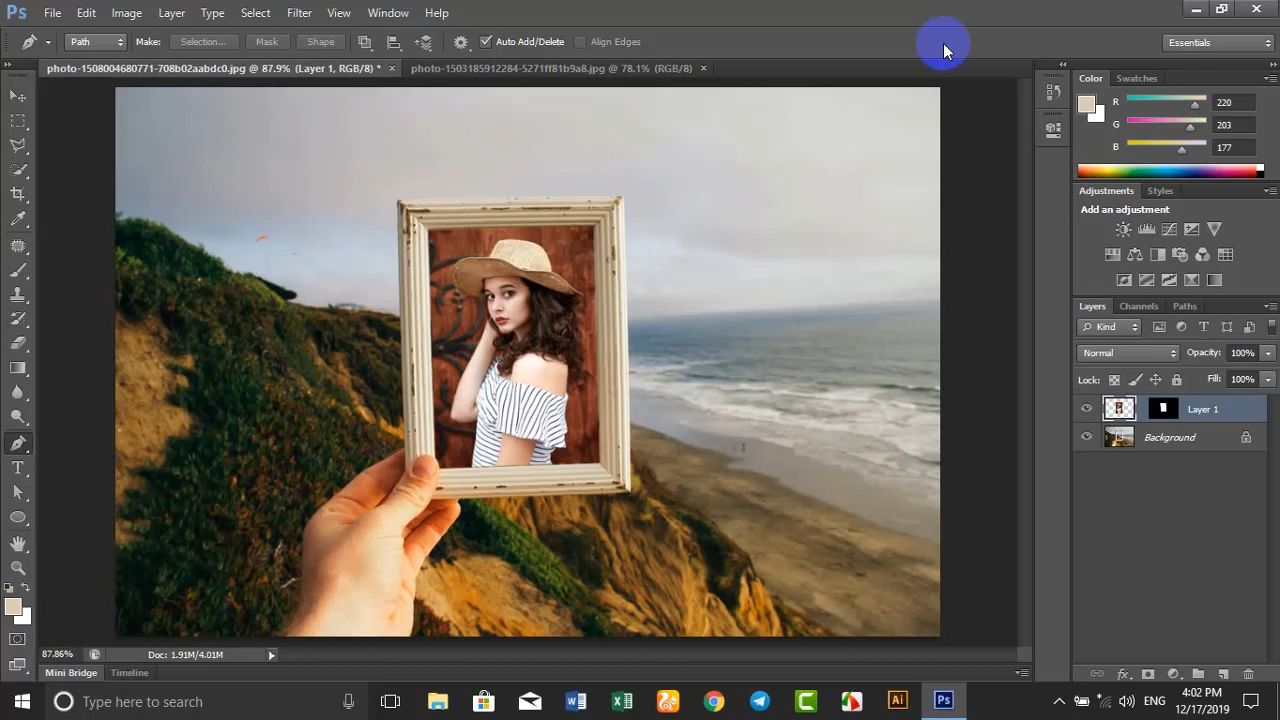 Ps File Edit Image Layer Type Select Filter 3D View Window Help
Path Make: Selection... Mask Shape Auto Add/Delete Align Edges Essentials
photo-1508004680771-708b02aabdc0.jpg @ 87.9% (Layer 1, RGB/8) * × photo-1503185912284-5271ff81b9a8.jpg @ 78.1% (RGB/8) ×
Color Swatches
R 220
G 203
B 177
Adjustments Styles
Add an adjustment
Layers Channels Paths
Kind
Normal Opacity: 100%
Lock: Fill: 100%
Layer 1
Background
87.86% Doc: 1.91M/4.01M
Mini Bridge Timeline
fx
Type here to search
Ai Ps ENG
4:02 PM
12/17/2019